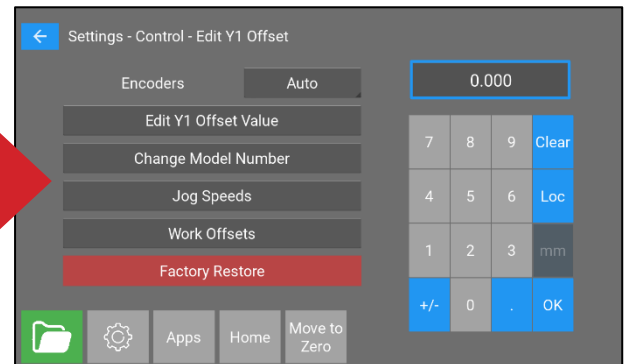 Settings - Control - Edit Y1 Offset
Encoders Auto
0.000
Edit Y1 Offset Value
Change Model Number
Jog Speeds
Work Offsets
Factory Restore
7 8 9 Clear
4 5 6 Loc
1 2 3 mm
+/- 0 . OK
Apps Home Move to
Zero